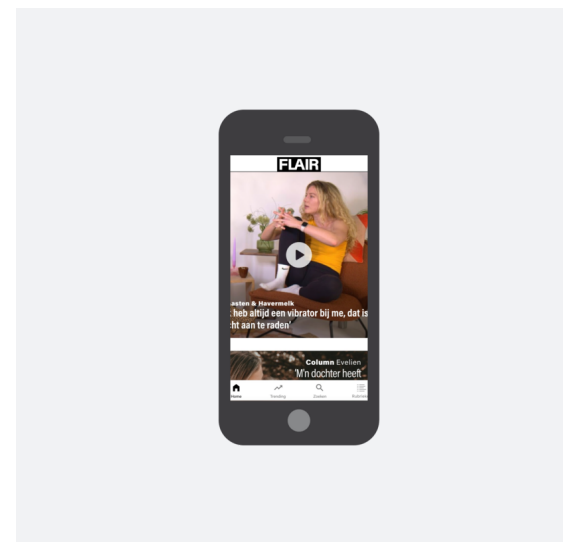 FLAIR
asten & Havermelk
heb altijd een vibrator bij me, dat is
cht aan te raden'
Column Evelien
'M'n dochter heeft
Home
Trending
Zoeken